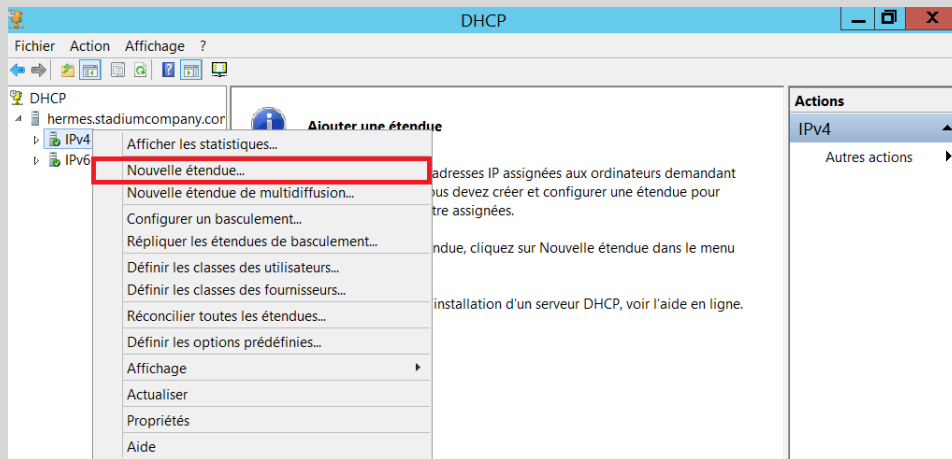 DHCP
Fichier Action Affichage ?
DHCP
hermes.stadiumcompany.cor
IPv4
IPv6
Ajouter une étendue
adresses IP assignées aux ordinateurs demandant
ous devez créer et configurer une étendue pour
tre assignées.
ndue, cliquez sur Nouvelle étendue dans le menu
'installation d'un serveur DHCP, voir l'aide en ligne.
Afficher les statistiques...
Nouvelle étendue...
Nouvelle étendue de multidiffusion...
Configurer un basculement...
Répliquer les étendues de basculement...
Définir les classes des utilisateurs...
Définir les classes des fournisseurs...
Réconcilier toutes les étendues...
Définir les options prédéfinies...
Affichage
Actualiser
Propriétés
Aide
Actions
IPv4
Autres actions